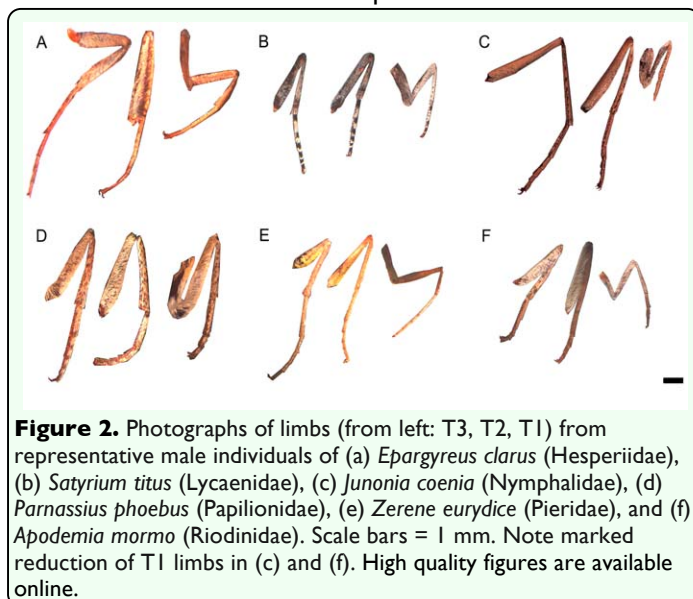 A
B
C
D
E
F
Figure 2. Photographs of limbs (from left: T3, T2, T1) from
representative male individuals of (a) Epargyreus clarus (Hesperiidae),
(b) Satyrium titus (Lycaenidae), (c) Junonia coenia (Nymphalidae), (d)
Parnassius phoebus (Papilionidae), (e) Zerene eurydice (Pieridae), and (f)
Apodemia mormo (Riodinidae). Scale bars = 1 mm. Note marked
reduction of T1 limbs in (c) and (f). High quality figures are available
online.